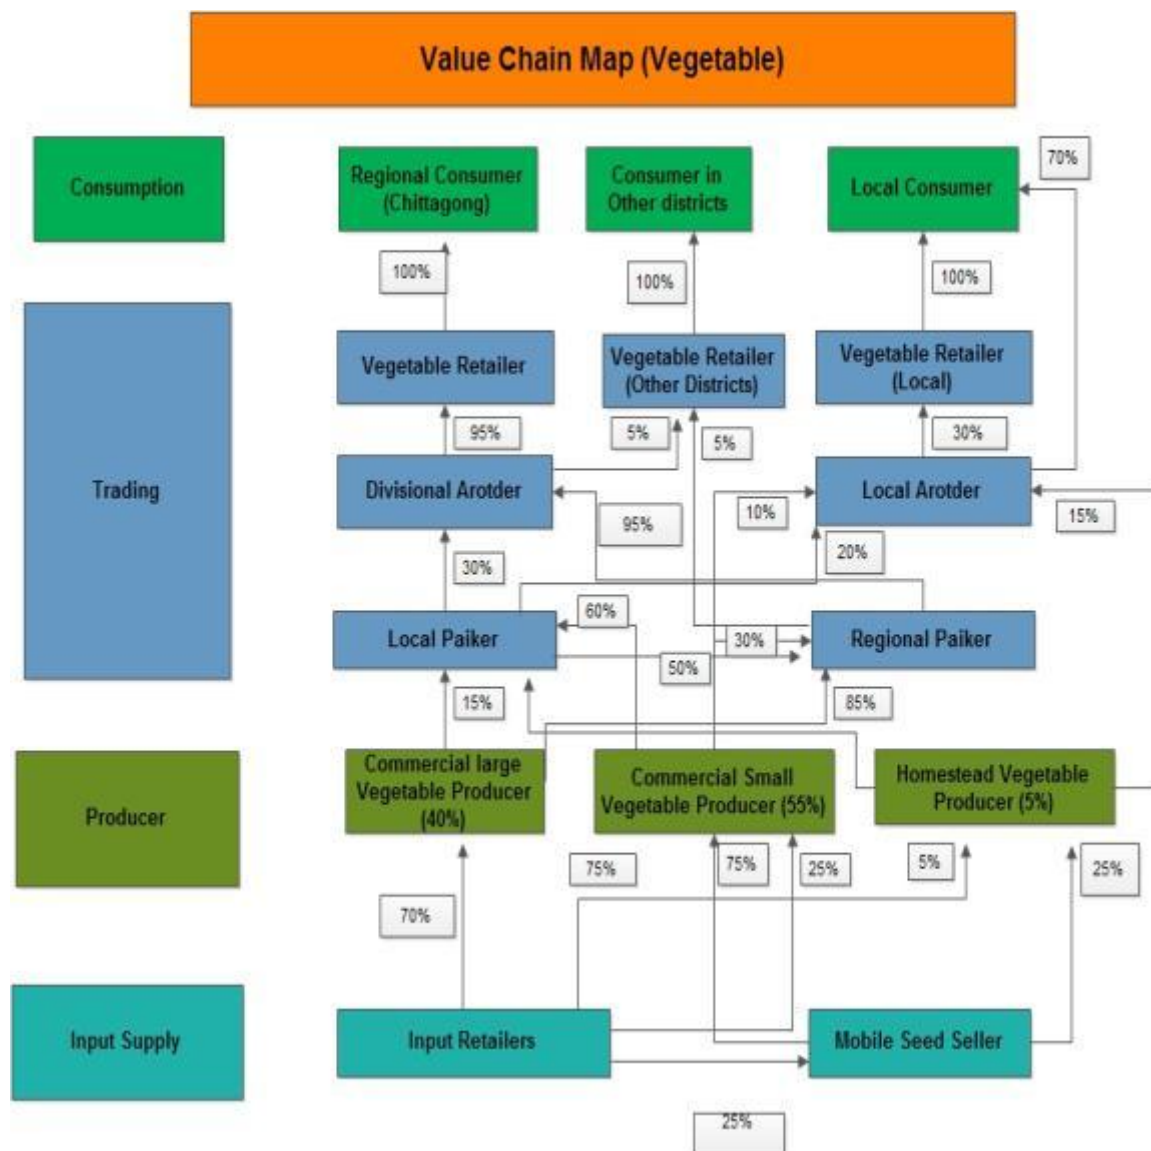 Value Chain Map (Vegetable)
Consumption
Regional Consumer
(Chittagong)
Consumer in
Other districts
Local Consumer
70%
100%
100%
100%
Trading
Vegetable Retailer
Vegetable Retailer
(Other Districts)
Vegetable Retailer
(Local)
95%
5%
5%
30%
Divisional Arotder
Local Arotder
95%
10%
15%
30%
20%
60%
Local Paiker
30%
Regional Paiker
50%
15%
85%
Producer
Commercial large
Vegetable Producer
(40%)
Commercial Small
Vegetable Producer (55%)
Homestead Vegetable
Producer (5%)
75%
75%
25%
5%
25%
70%
Input Supply
Input Retailers
Mobile Seed Seller
25%